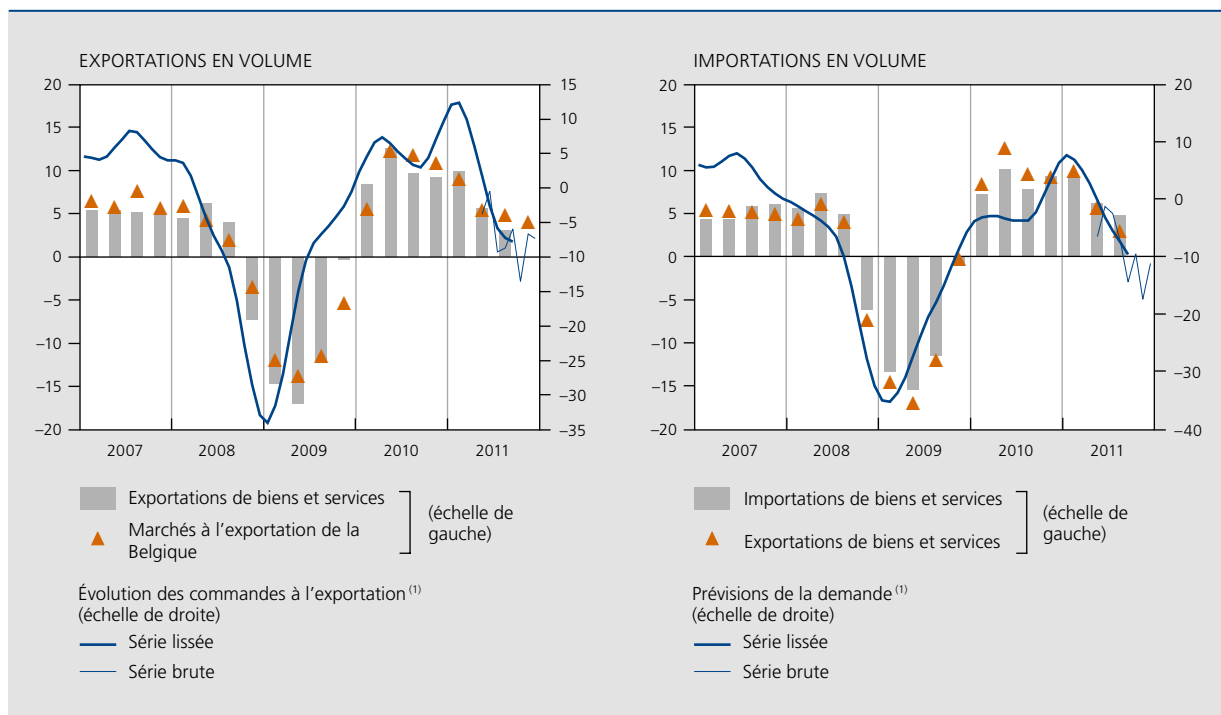 EXPORTATIONS EN VOLUME
20
15
10
5
0
−5
−10
−15
−20
15
10
5
0
−5
−10
−15
−20
−25
−30
−35
2007
2008
2009
2010
2011
Exportations de biens et services
Marchés à l'exportation de la
Belgique
(échelle de
gauche)
Évolution des commandes à l'exportation (1)
(échelle de droite)
Série lissée
Série brute
IMPORTATIONS EN VOLUME
20
15
10
5
0
−5
−10
−15
−20
20
10
0
−10
−20
−30
−40
2007
2008
2009
2010
2011
Importations de biens et services
Exportations de biens et services
(échelle de
gauche)
Prévisions de la demande (1)
(échelle de droite)
Série lissée
Série brute